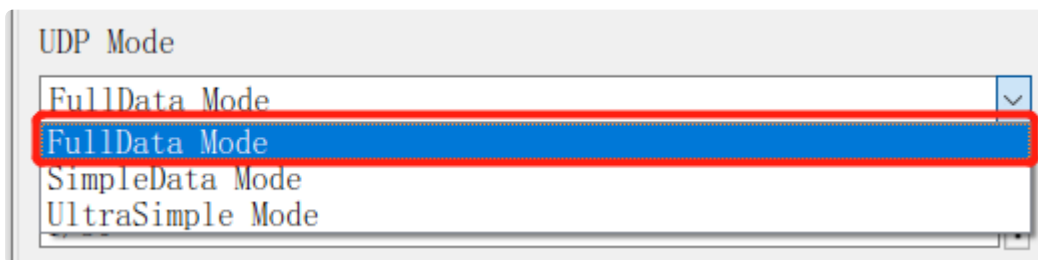 UDP Mode
FullData Mode
FullData Mode
SimpleData Mode
UltraSimple Mode